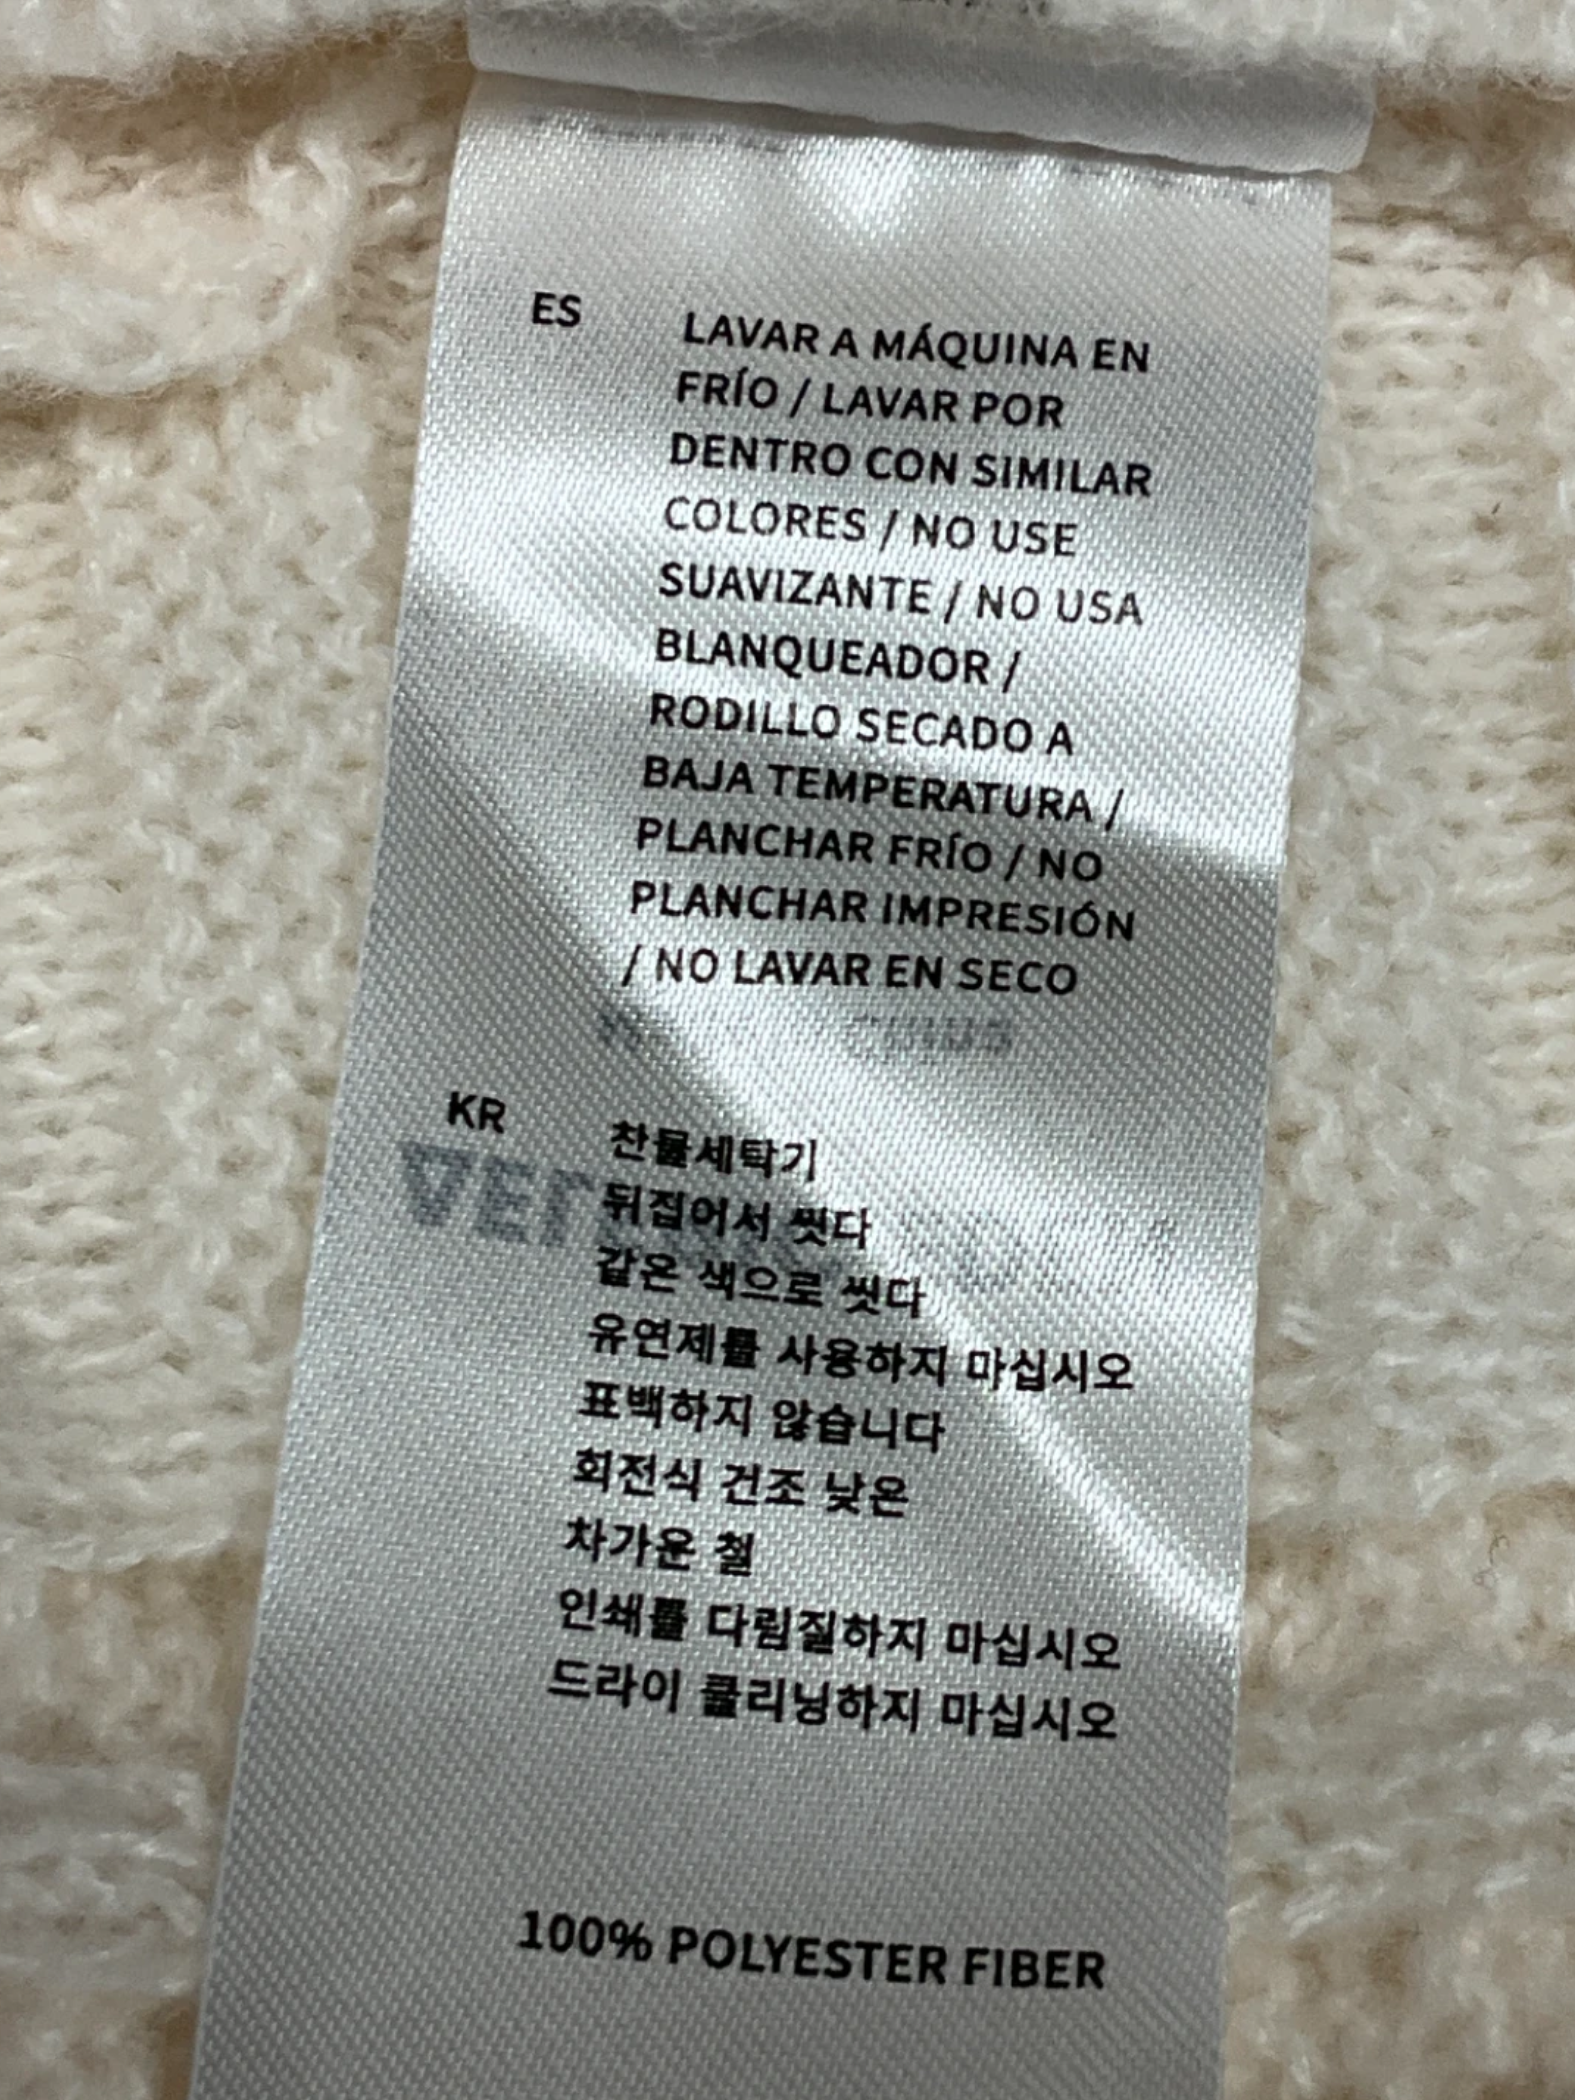 ES
LAVAR A MÁQUINA EN
FRÍO / LAVAR POR
DENTRO CON SIMILAR
COLORES / NO USE
SUAVIZANTE / NO USA
BLANQUEADOR /
RODILLO SECADO A
BAJA TEMPERATURA /
PLANCHAR FRÍO / NO
PLANCHAR IMPRESIÓN
/ NO LAVAR EN SECO
KR
찬물세탁기
뒤집어서 씻다
같은 색으로 씻다
유연제를 사용하지 마십시오
표백하지 않습니다
회전식 건조 낮은
차가운 철
인쇄를 다림질하지 마십시오
드라이 클리닝하지 마십시오
100% POLYESTER FIBER